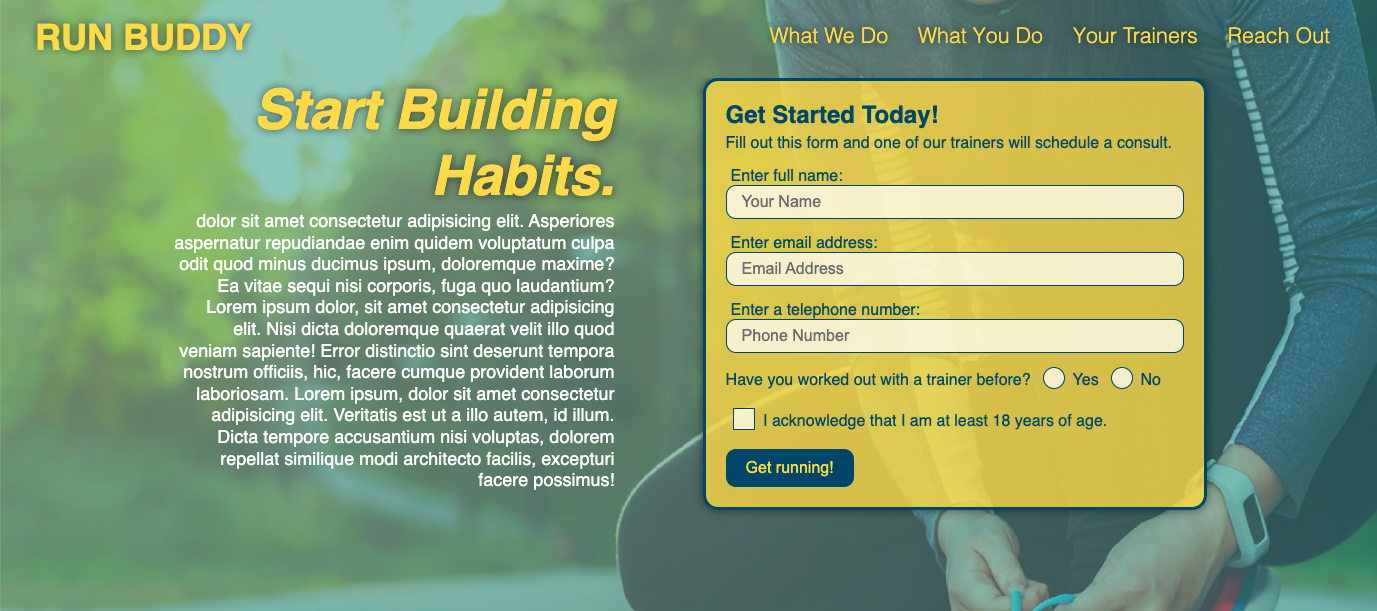 RUN BUDDY
What We Do
What You Do
Your Trainers
Reach Out
Start Building
Habits.
dolor sit amet consectetur adipisicing elit. Asperiores
aspernatur repudiandae enim quidem voluptatum culpa
odit quod minus ducimus ipsum, doloremque maxime?
Ea vitae sequi nisi corporis, fuga quo laudantium?
Lorem ipsum dolor, sit amet consectetur adipisicing
elit. Nisi dicta doloremque quaerat velit illo quod
veniam sapiente! Error distinctio sint deserunt tempora
nostrum officiis, hic, facere cumque provident laborum
laboriosam. Lorem ipsum, dolor sit amet consectetur
adipisicing elit. Veritatis est ut a illo autem, id illum.
Dicta tempore accusantium nisi voluptas, dolorem
repellat similique modi architecto facilis, excepturi
facere possimus!
Get Started Today!
Fill out this form and one of our trainers will schedule a consult.
Enter full name:
Your Name
Enter email address:
Email Address
Enter a telephone number:
Phone Number
Have you worked out with a trainer before? Yes No
I acknowledge that I am at least 18 years of age.
Get running!